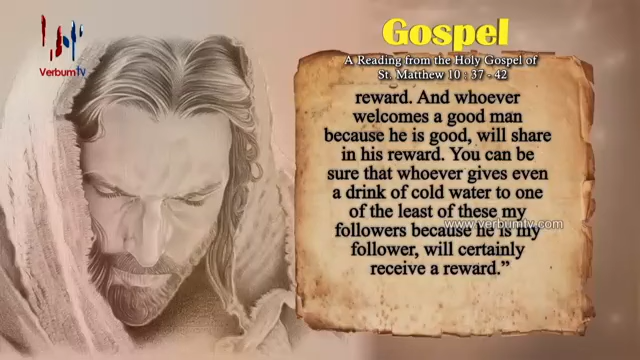 VerbumTV
Gospel
A Reading from the Holy Gospel of
St. Matthew 10 : 37 - 42
reward. And whoever
welcomes a good man
because he is good, will share
in his reward. You can be
sure that whoever gives even
a drink of cold water to one
of the least of these my
www.verbumtv.com
followers because he is my
follower, will certainly
receive a reward.”